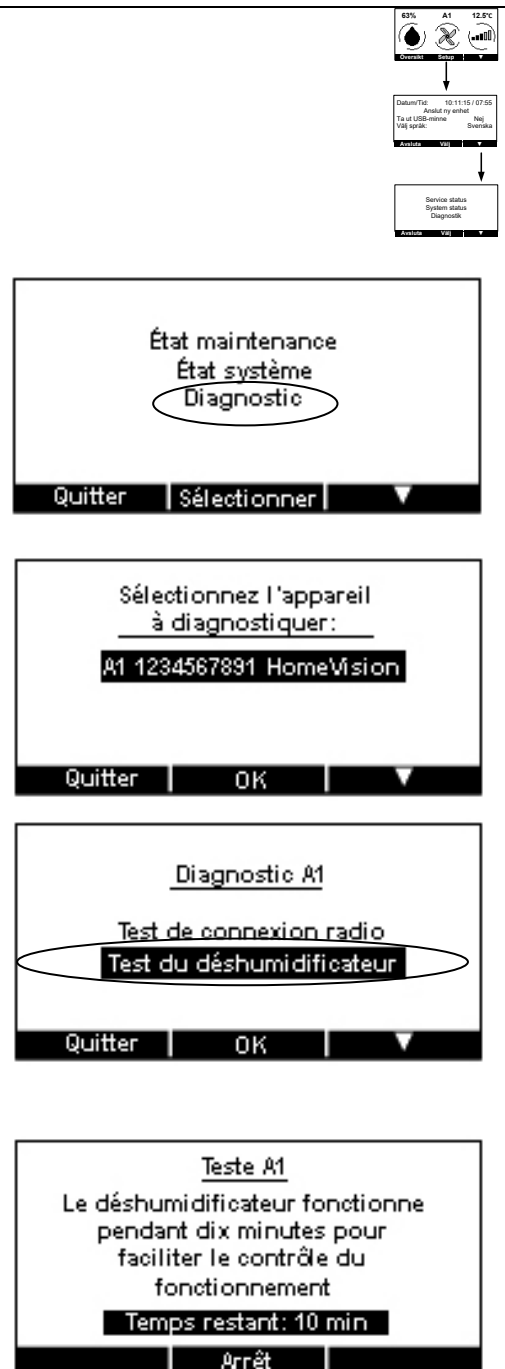 63% A1 12.5°C
Översikt Setup ▼
Datum/Tid: 10:11:15 / 07:55
Anslut ny enhet
Ta ut USB-minne Nej
Välj språk: Svenska
Avsluta Välj ▼
Service status
System status
Diagnostik
Avsluta Välj ▼
État maintenance
État système
Diagnostic
Quitter Sélectionner ▼
Sélectionnez l'appareil
à diagnostiquer:
A1 1234567891 HomeVision
Quitter OK ▼
Diagnostic A1
Test de connexion radio
Test du déshumidificateur
Quitter OK ▼
Teste A1
Le déshumidificateur fonctionne
pendant dix minutes pour
faciliter le contrôle du
fonctionnement
Temps restant: 10 min
Arrêt